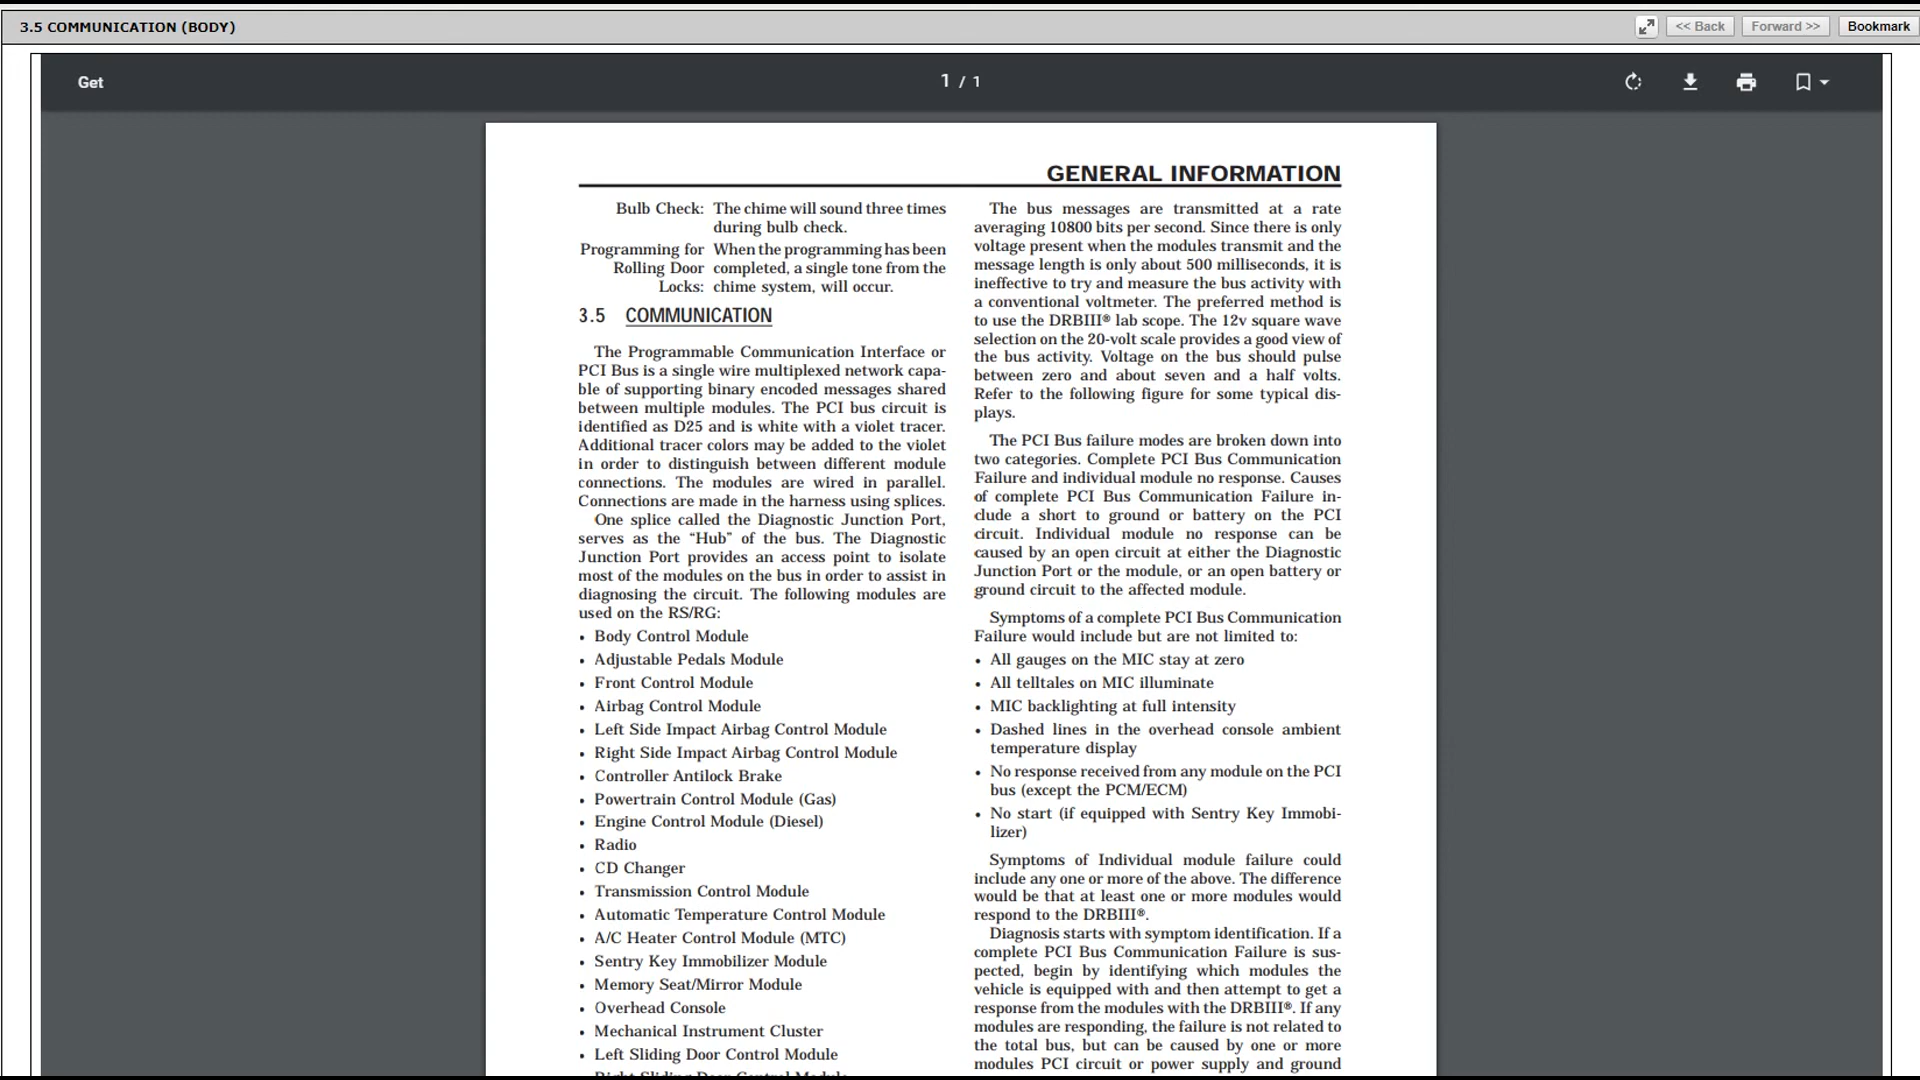 3.5 COMMUNICATION (BODY)
<< Back
Forward >>
Bookmark
Get
1 / 1
GENERAL INFORMATION
Bulb Check: The chime will sound three times
during bulb check.
Programming for When the programming has been
Rolling Door completed, a single tone from the
Locks: chime system, will occur.
3.5 COMMUNICATION
The Programmable Communication Interface or
PCI Bus is a single wire multiplexed network capa-
ble of supporting binary encoded messages shared
between multiple modules. The PCI bus circuit is
identified as D25 and is white with a violet tracer.
Additional tracer colors may be added to the violet
in order to distinguish between different module
connections. The modules are wired in parallel.
Connections are made in the harness using splices.
One splice called the Diagnostic Junction Port,
serves as the “Hub” of the bus. The Diagnostic
Junction Port provides an access point to isolate
most of the modules on the bus in order to assist in
diagnosing the circuit. The following modules are
used on the RS/RG:
• Body Control Module
• Adjustable Pedals Module
• Front Control Module
• Airbag Control Module
• Left Side Impact Airbag Control Module
• Right Side Impact Airbag Control Module
• Controller Antilock Brake
• Powertrain Control Module (Gas)
• Engine Control Module (Diesel)
• Radio
• CD Changer
• Transmission Control Module
• Automatic Temperature Control Module
• A/C Heater Control Module (MTC)
• Sentry Key Immobilizer Module
• Memory Seat/Mirror Module
• Overhead Console
• Mechanical Instrument Cluster
• Left Sliding Door Control Module
Right Sliding Door Control Module
The bus messages are transmitted at a rate
averaging 10800 bits per second. Since there is only
voltage present when the modules transmit and the
message length is only about 500 milliseconds, it is
ineffective to try and measure the bus activity with
a conventional voltmeter. The preferred method is
to use the DRBIII® lab scope. The 12v square wave
selection on the 20-volt scale provides a good view of
the bus activity. Voltage on the bus should pulse
between zero and about seven and a half volts.
Refer to the following figure for some typical dis-
plays.
The PCI Bus failure modes are broken down into
two categories. Complete PCI Bus Communication
Failure and individual module no response. Causes
of complete PCI Bus Communication Failure in-
clude a short to ground or battery on the PCI
circuit. Individual module no response can be
caused by an open circuit at either the Diagnostic
Junction Port or the module, or an open battery or
ground circuit to the affected module.
Symptoms of a complete PCI Bus Communication
Failure would include but are not limited to:
• All gauges on the MIC stay at zero
• All telltales on MIC illuminate
• MIC backlighting at full intensity
• Dashed lines in the overhead console ambient
temperature display
• No response received from any module on the PCI
bus (except the PCM/ECM)
• No start (if equipped with Sentry Key Immobi-
lizer)
Symptoms of Individual module failure could
include any one or more of the above. The difference
would be that at least one or more modules would
respond to the DRBIII®.
Diagnosis starts with symptom identification. If a
complete PCI Bus Communication Failure is sus-
pected, begin by identifying which modules the
vehicle is equipped with and then attempt to get a
response from the modules with the DRBIII®. If any
modules are responding, the failure is not related to
the total bus, but can be caused by one or more
modules PCI circuit or power supply and ground